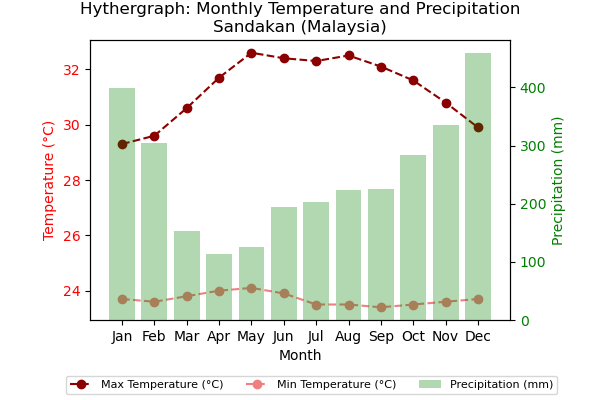 Hythergraph: Monthly Temperature and Precipitation
Sandakan (Malaysia)
Temperature (°C)
32
30
28
26
24
Precipitation (mm)
400
300
200
100
0
Jan Feb Mar Apr May Jun Jul Aug Sep Oct Nov Dec
Month
Max Temperature (°C) Min Temperature (°C) Precipitation (mm)